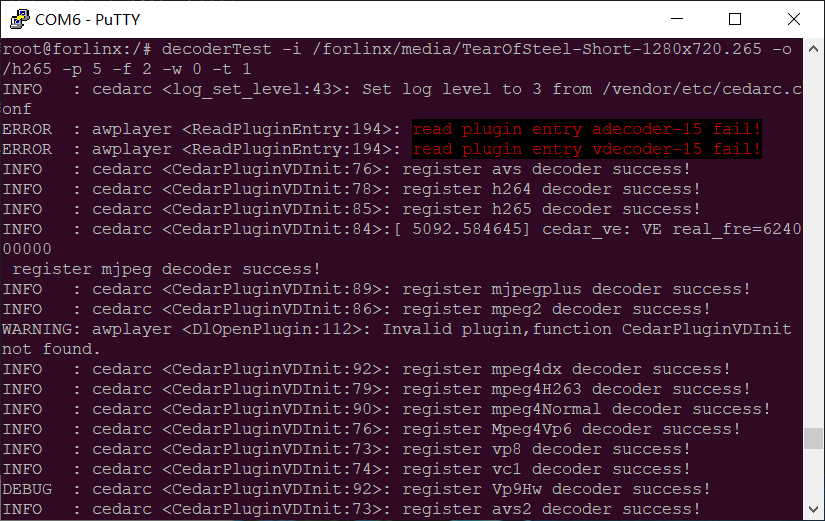 COM6 - PuTTY
root@forlinx:/# decoderTest -i /forlinx/media/TearOfSteel-Short-1280x720.265 -o
/h265 -p 5 -f 2 -w 0 -t 1
INFO   : cedarc <log_set_level:43>: Set log level to 3 from /vendor/etc/cedarc.c
onf
ERROR  : awplayer <ReadPluginEntry:194>: read plugin entry adecoder-15 fail!
ERROR  : awplayer <ReadPluginEntry:194>: read plugin entry vdecoder-15 fail!
INFO   : cedarc <CedarPluginVDInit:76>: register avs decoder success!
INFO   : cedarc <CedarPluginVDInit:78>: register h264 decoder success!
INFO   : cedarc <CedarPluginVDInit:85>: register h265 decoder success!
INFO   : cedarc <CedarPluginVDInit:84>:[ 5092.584645] cedar_ve: VE real_fre=6240
00000
 register mjpeg decoder success!
INFO   : cedarc <CedarPluginVDInit:89>: register mjpegplus decoder success!
INFO   : cedarc <CedarPluginVDInit:86>: register mpeg2 decoder success!
WARNING: awplayer <DlOpenPlugin:112>: Invalid plugin,function CedarPluginVDInit
not found.
INFO   : cedarc <CedarPluginVDInit:92>: register mpeg4dx decoder success!
INFO   : cedarc <CedarPluginVDInit:79>: register mpeg4H263 decoder success!
INFO   : cedarc <CedarPluginVDInit:90>: register mpeg4Normal decoder success!
INFO   : cedarc <CedarPluginVDInit:76>: register Mpeg4Vp6 decoder success!
INFO   : cedarc <CedarPluginVDInit:73>: register vp8 decoder success!
INFO   : cedarc <CedarPluginVDInit:74>: register vc1 decoder success!
DEBUG  : cedarc <CedarPluginVDInit:92>: register Vp9Hw decoder success!
INFO   : cedarc <CedarPluginVDInit:73>: register avs2 decoder success!